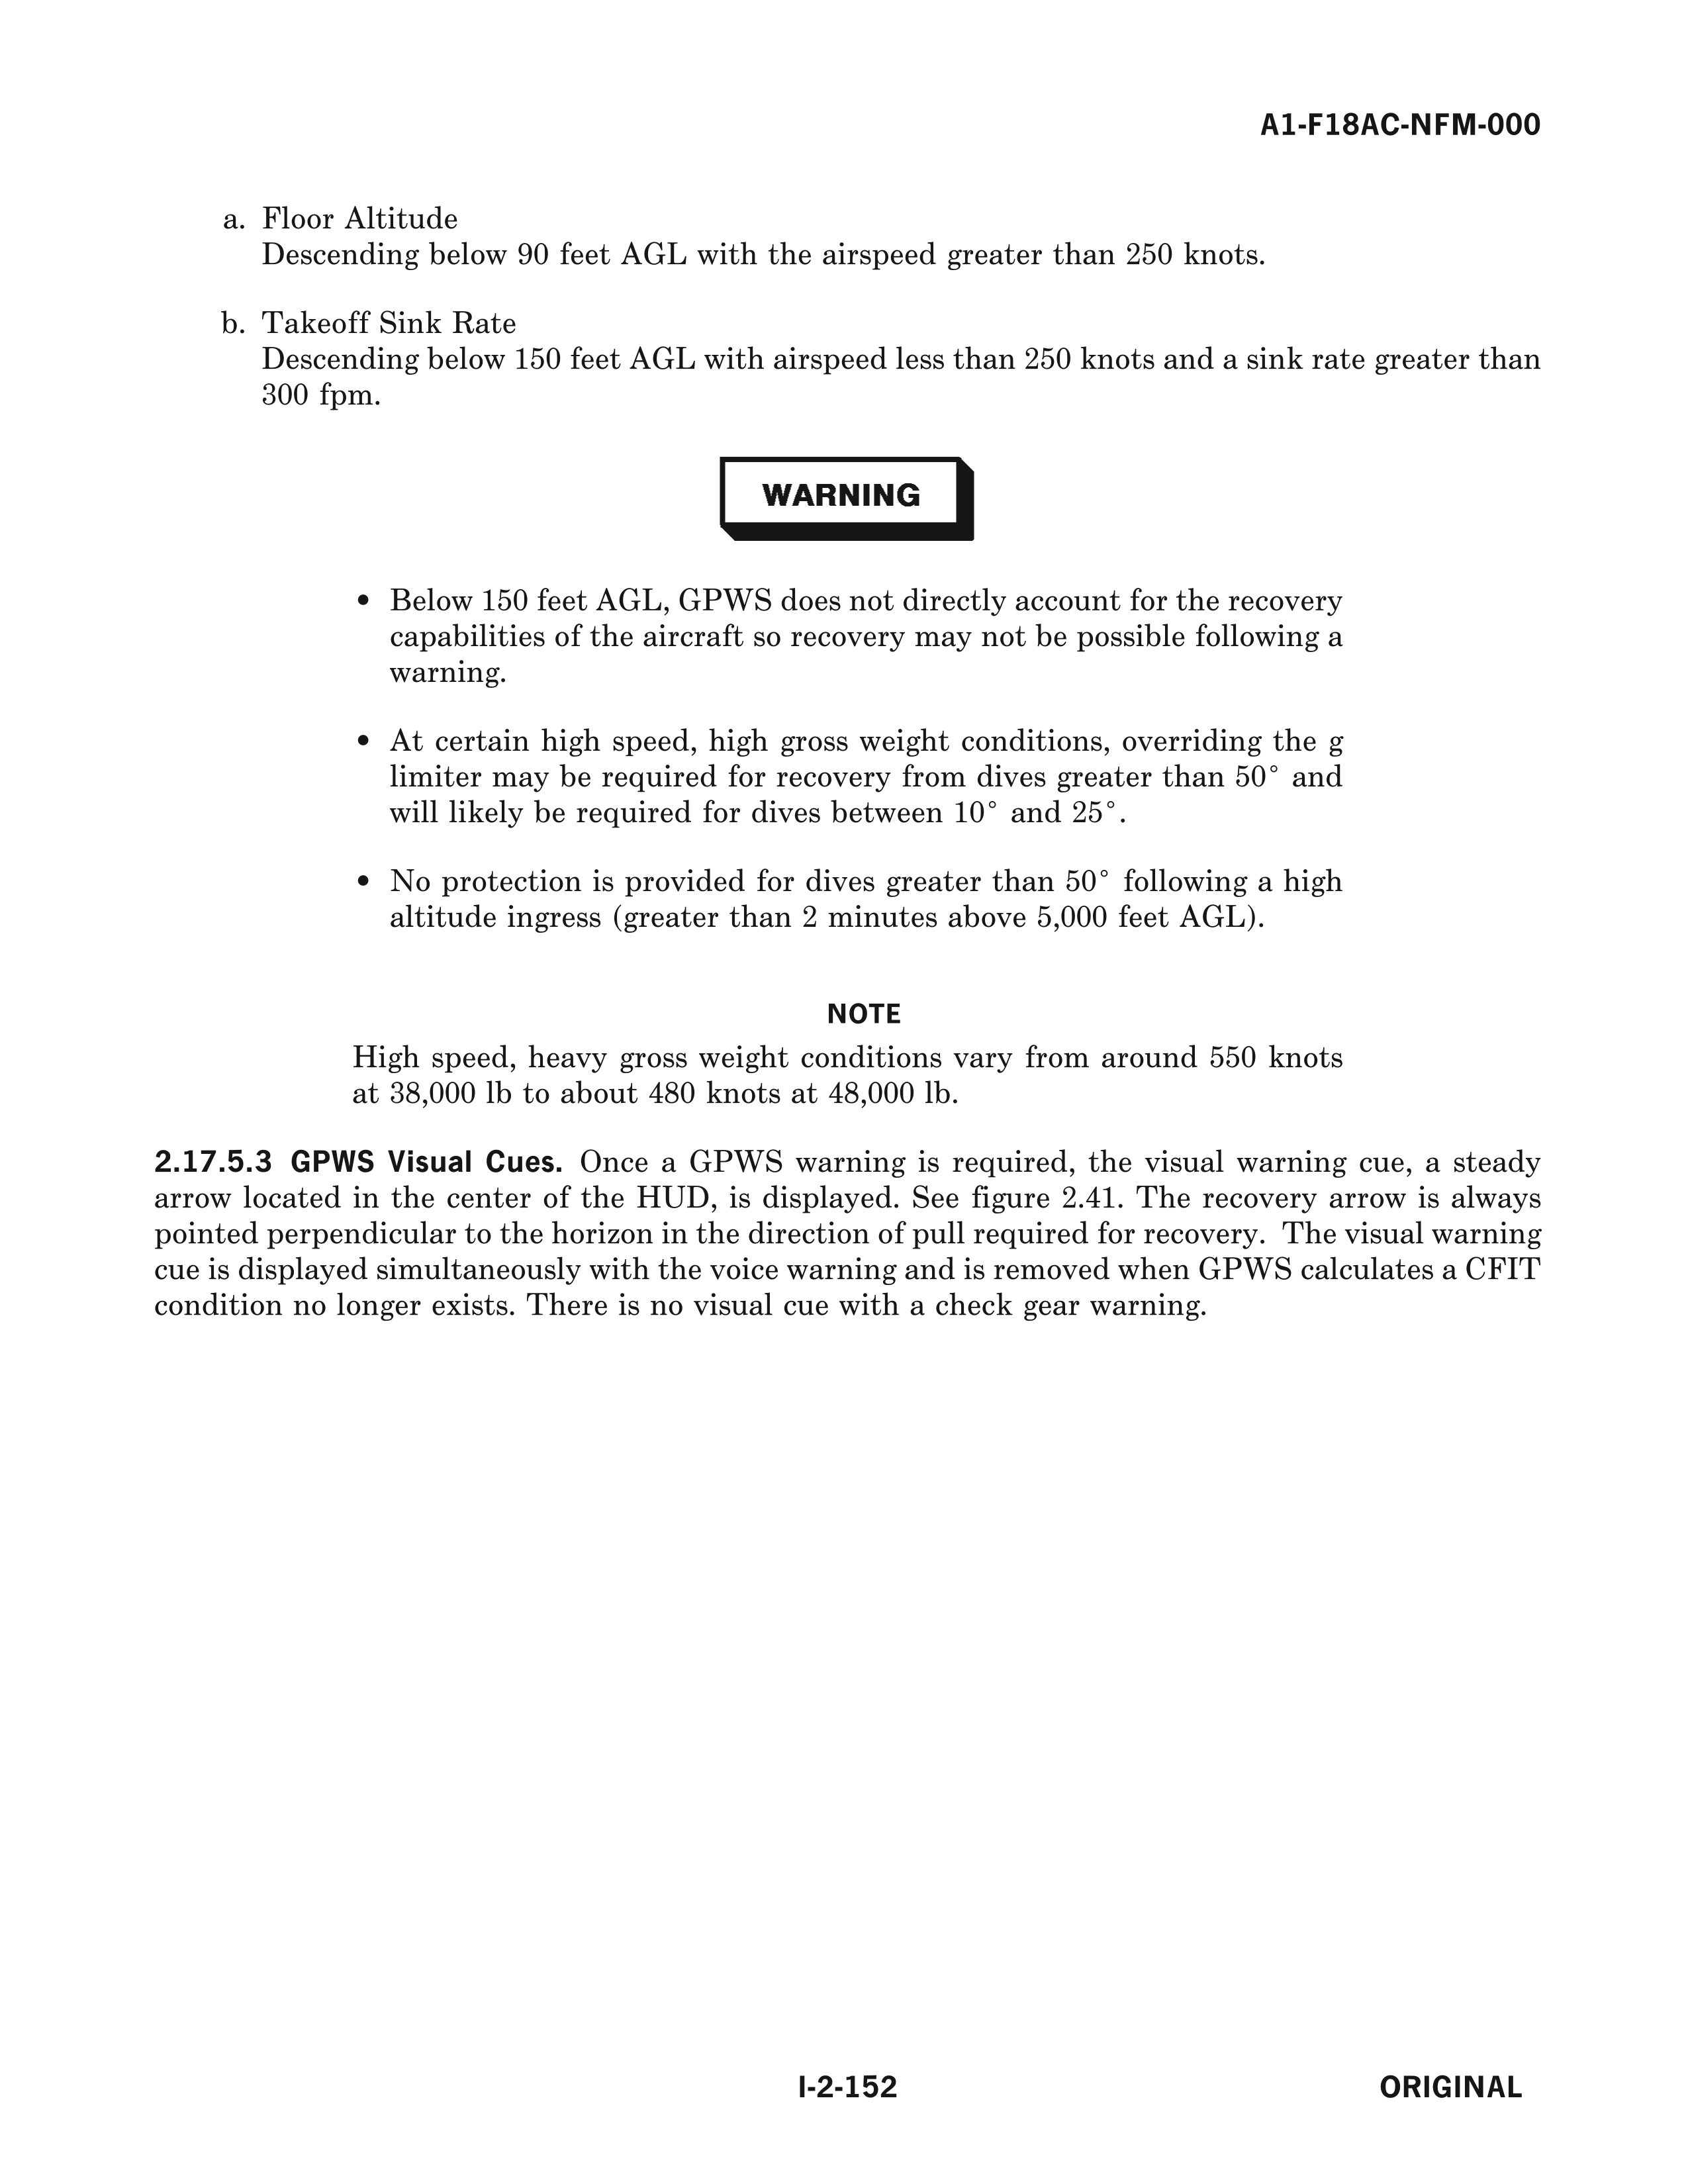 A1-F18AC-NFM-000
a. Floor Altitude
Descending below 90 feet AGL with the airspeed greater than 250 knots.
b. Takeoff Sink Rate
Descending below 150 feet AGL with airspeed less than 250 knots and a sink rate greater than
300 fpm.
WARNING
• Below 150 feet AGL, GPWS does not directly account for the recovery
capabilities of the aircraft so recovery may not be possible following a
warning.
• At certain high speed, high gross weight conditions, overriding the g
limiter may be required for recovery from dives greater than 50° and
will likely be required for dives between 10° and 25°.
• No protection is provided for dives greater than 50° following a high
altitude ingress (greater than 2 minutes above 5,000 feet AGL).
NOTE
High speed, heavy gross weight conditions vary from around 550 knots
at 38,000 lb to about 480 knots at 48,000 lb.
2.17.5.3 GPWS Visual Cues. Once a GPWS warning is required, the visual warning cue, a steady
arrow located in the center of the HUD, is displayed. See figure 2.41. The recovery arrow is always
pointed perpendicular to the horizon in the direction of pull required for recovery. The visual warning
cue is displayed simultaneously with the voice warning and is removed when GPWS calculates a CFIT
condition no longer exists. There is no visual cue with a check gear warning.
I-2-152
ORIGINAL